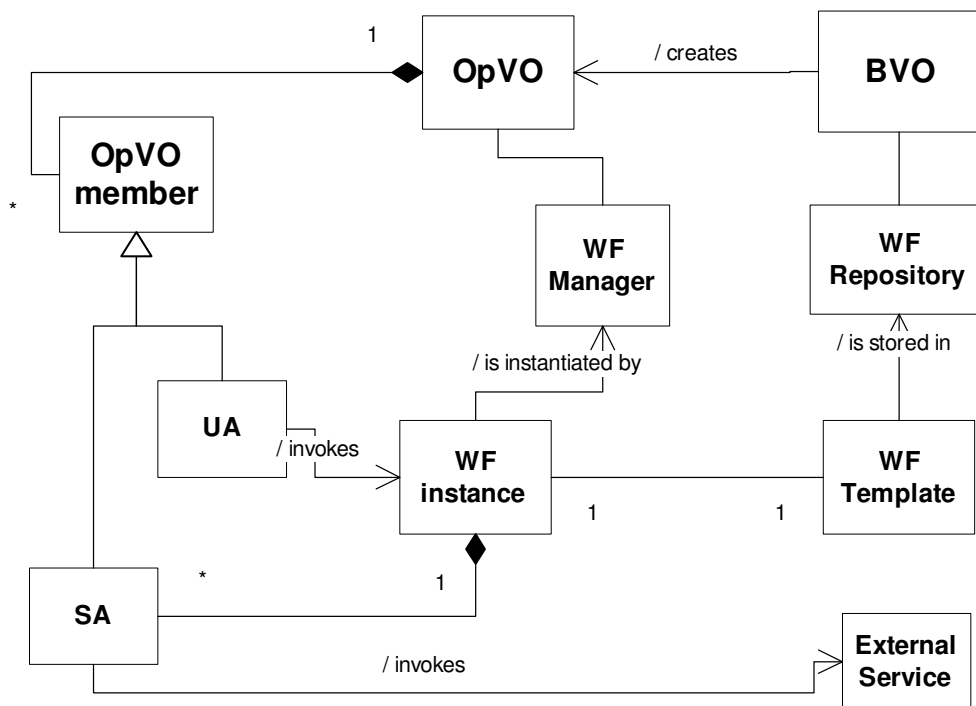 1
OpVO
/ creates
BVO
OpVO
member
*
WF
Manager
WF
Repository
/ is instantiated by
/ is stored in
UA
/ invokes
WF
instance
WF
Template
1
1
*
1
SA
/ invokes
External
Service